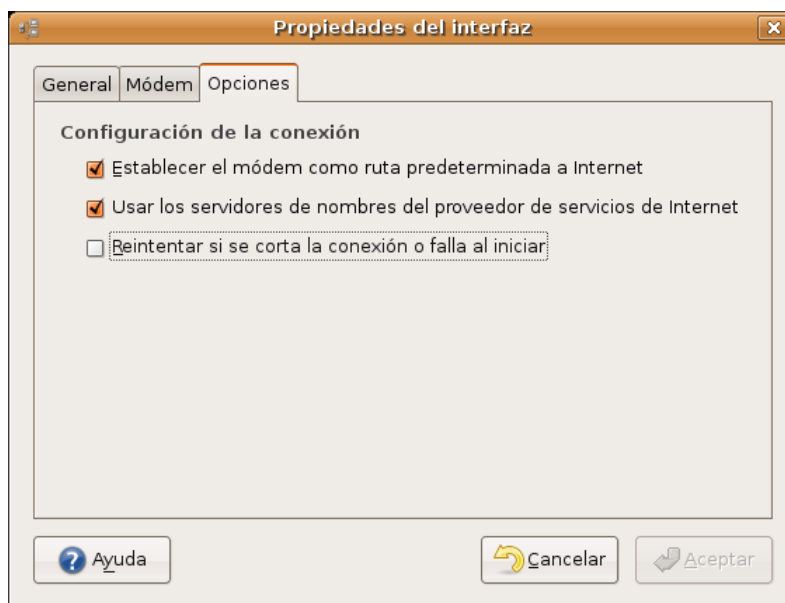 Propiedades del interfaz
General Módem Opciones
Configuración de la conexión
Establecer el módem como ruta predeterminada a Internet
Usar los servidores de nombres del proveedor de servicios de Internet
Reintentar si se corta la conexión o falla al iniciar
Ayuda Cancelar Aceptar